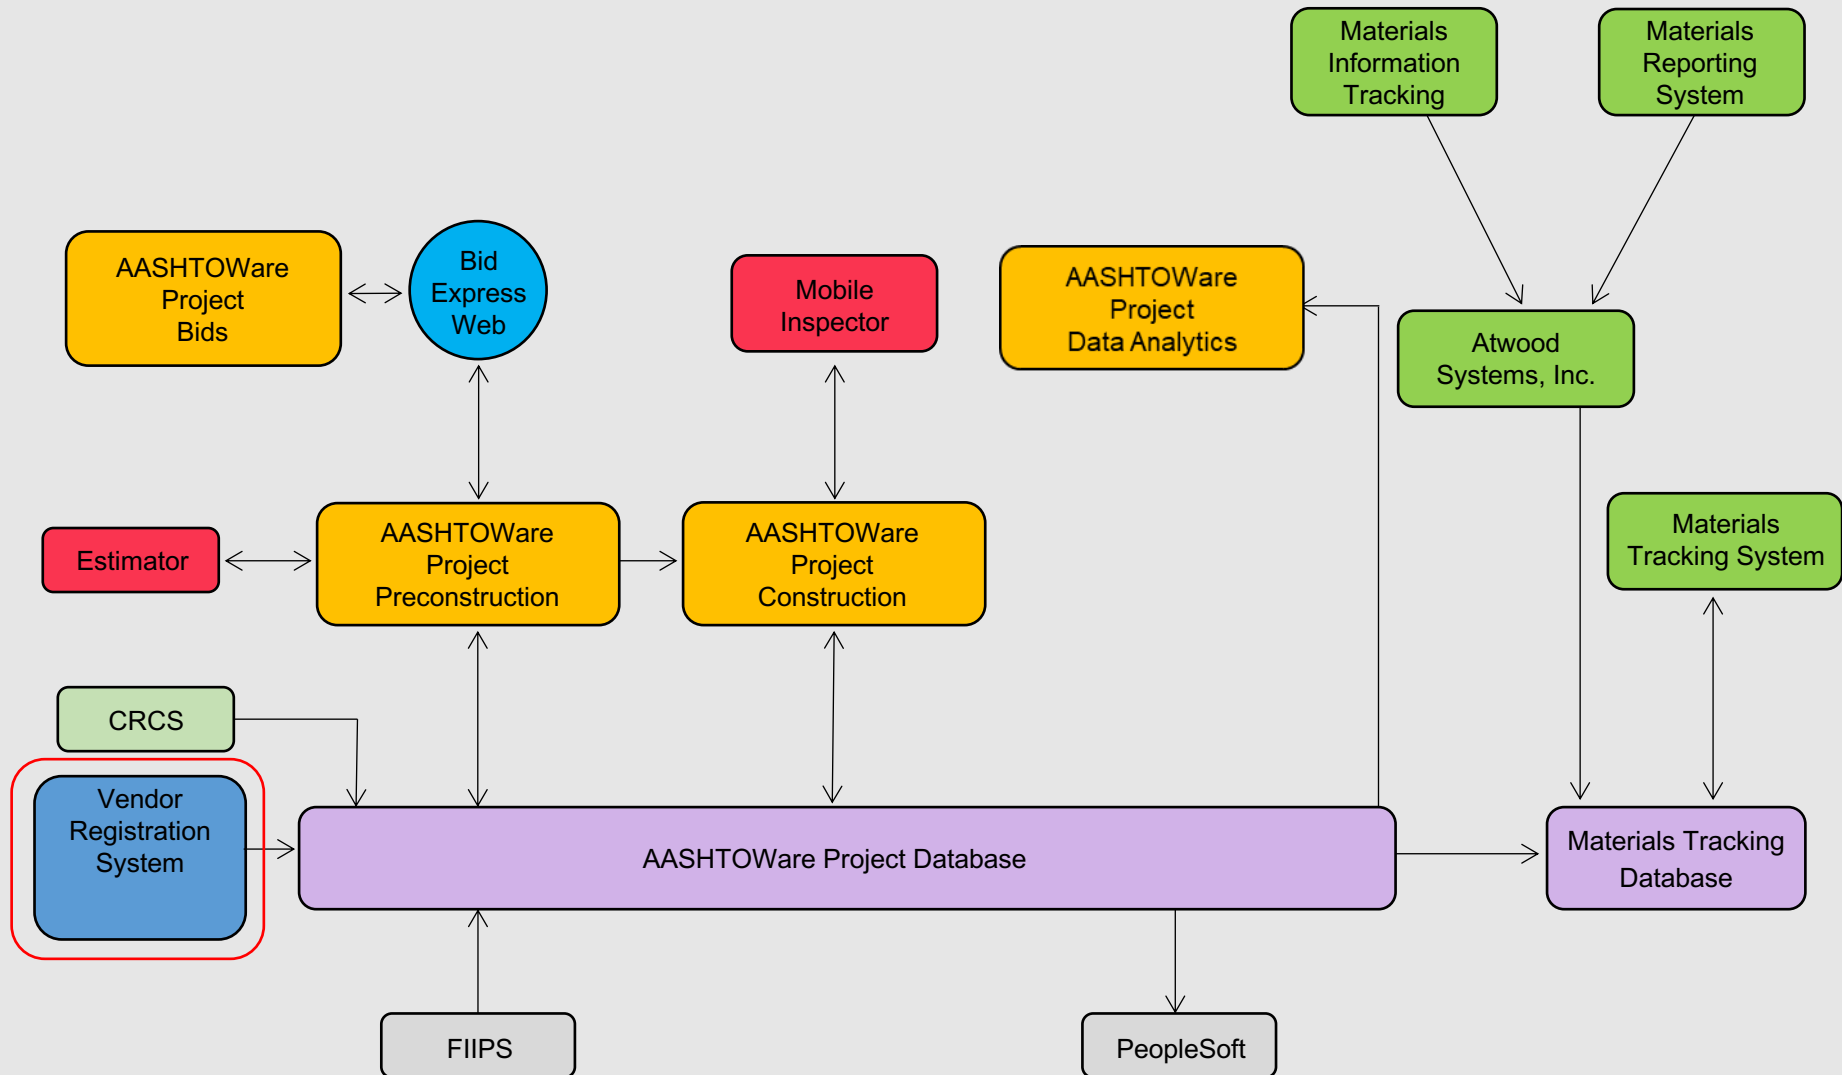 Materials
Information
Tracking
Materials
Reporting
System
AASHTOWare
Project
Bids
Bid
Express
Web
Mobile
Inspector
AASHTOWare
Project
Data Analytics
Atwood
Systems, Inc.
Estimator
AASHTOWare
Project
Preconstruction
AASHTOWare
Project
Construction
Materials
Tracking System
CRCS
Vendor
Registration
System
AASHTOWare Project Database
Materials Tracking
Database
FIIPS
PeopleSoft